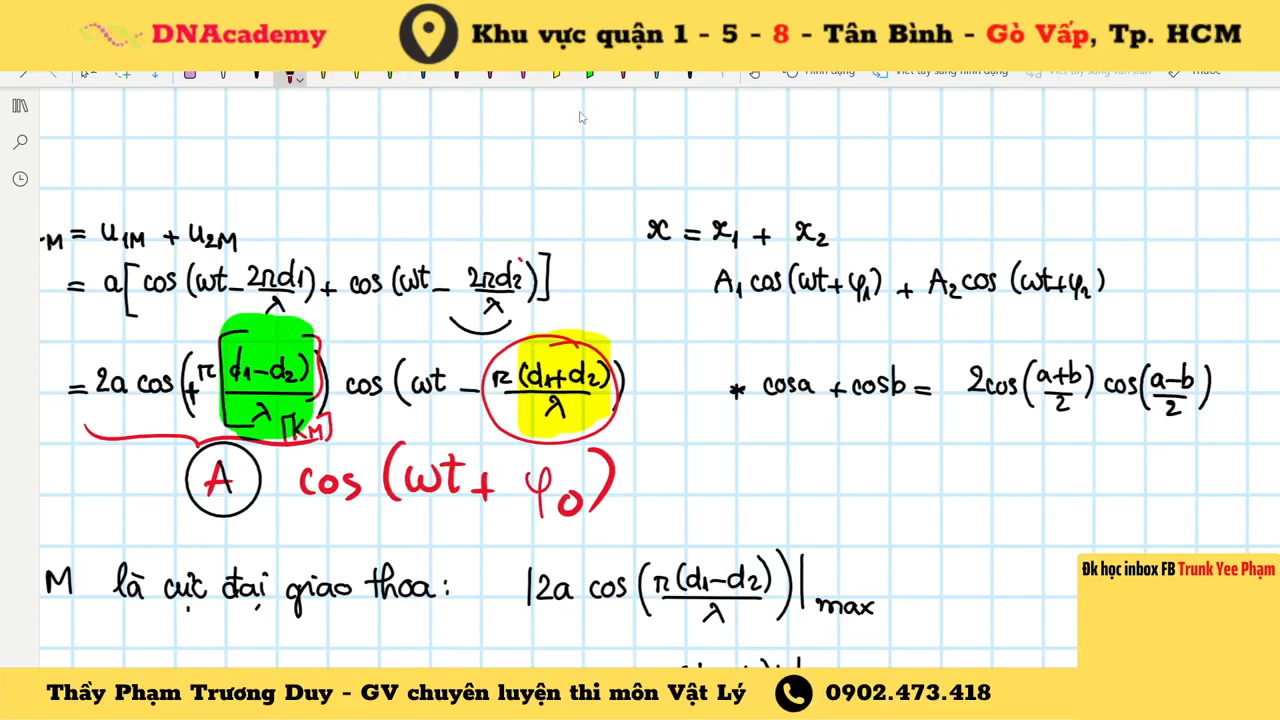 DNAcademy
Khu vực quận 1 - 5 - 8 - Tân Bình - Gò Vấp, Tp. HCM
M = u1M + u2M
= a[cos(ωt - 2πd1/λ) + cos(ωt - 2πd2/λ)]
= 2a cos(+π[d1-d2/λ]) cos(ωt - π(d1+d2)/λ)
[KM]
A cos(ωt + φ0)
x = x1 + x2
A1cos(ωt+φ1) + A2cos(ωt+φ2)
* cosa + cosb = 2cos(a+b/2) cos(a-b/2)
M là cực đại giao thoa: |2a cos(π(d1-d2)/λ)|max
Đk học inbox FB Trunk Yee Phạm
Thầy Phạm Trương Duy - GV chuyên luyện thi môn Vật Lý 0902.473.418